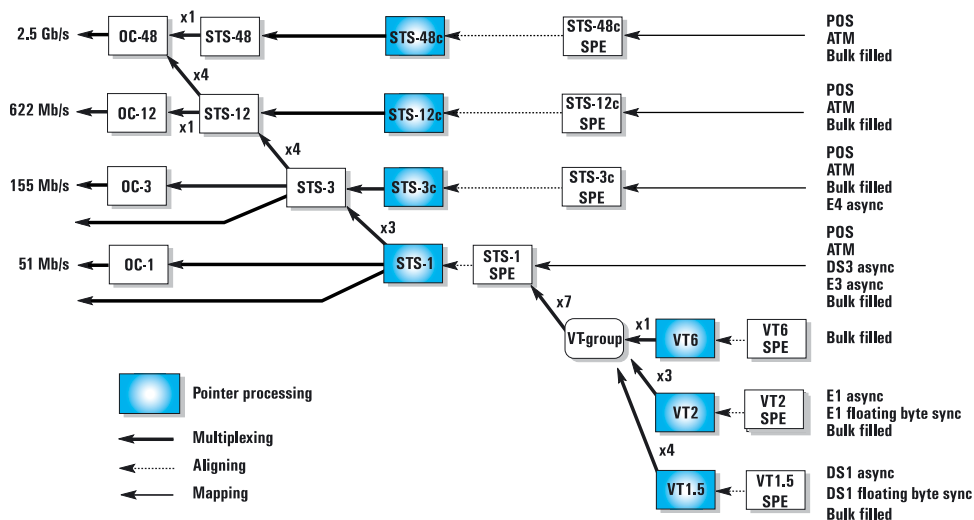 2.5 Gb/s
OC-48
x1
STS-48
STS-48c
STS-48c
SPE
POS
ATM
Bulk filled
x4
622 Mb/s
OC-12
x1
STS-12
STS-12c
STS-12c
SPE
POS
ATM
Bulk filled
x4
155 Mb/s
OC-3
STS-3
STS-3c
STS-3c
SPE
POS
ATM
Bulk filled
E4 async
x3
51 Mb/s
OC-1
STS-1
STS-1
SPE
POS
ATM
DS3 async
E3 async
Bulk filled
x7
VT-group
x1
VT6
VT6
SPE
Bulk filled
x3
VT2
VT2
SPE
E1 async
E1 floating byte sync
Bulk filled
x4
VT1.5
VT1.5
SPE
DS1 async
DS1 floating byte sync
Bulk filled
Pointer processing
Multiplexing
Aligning
Mapping